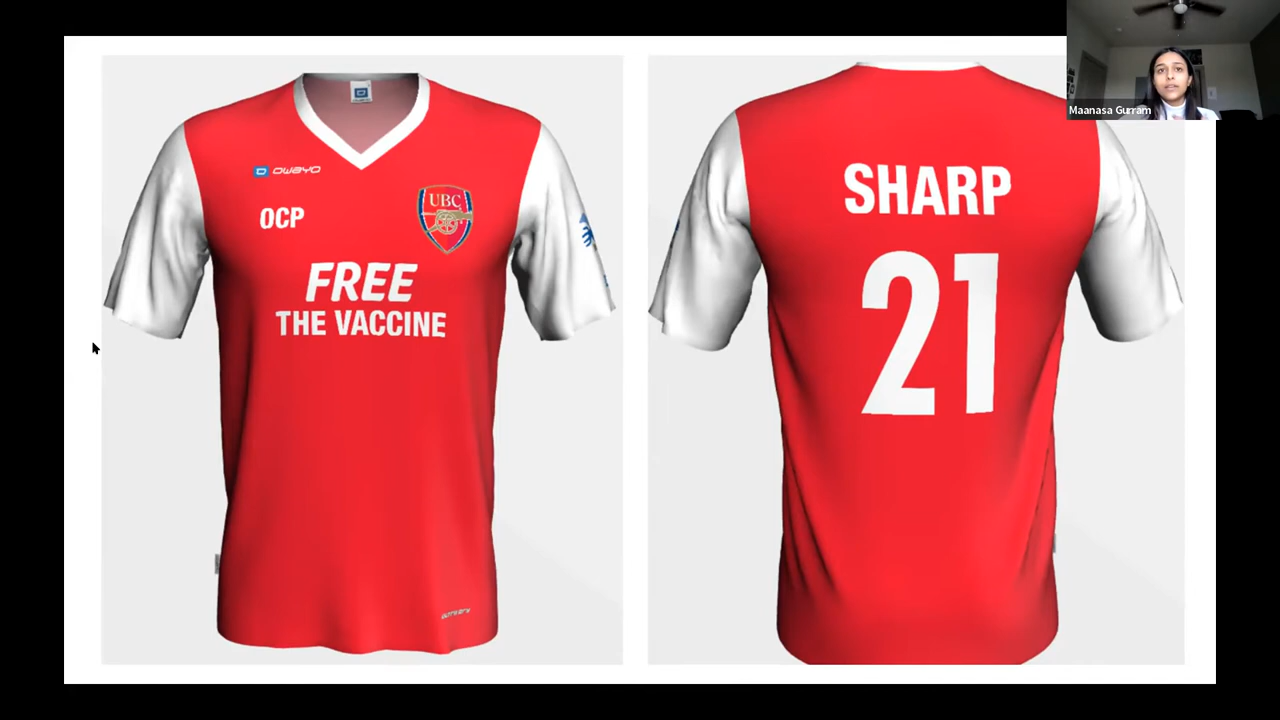 owayo
OCP
UBC
FREE
THE VACCINE
SHARP
21
Maanasa Gurram